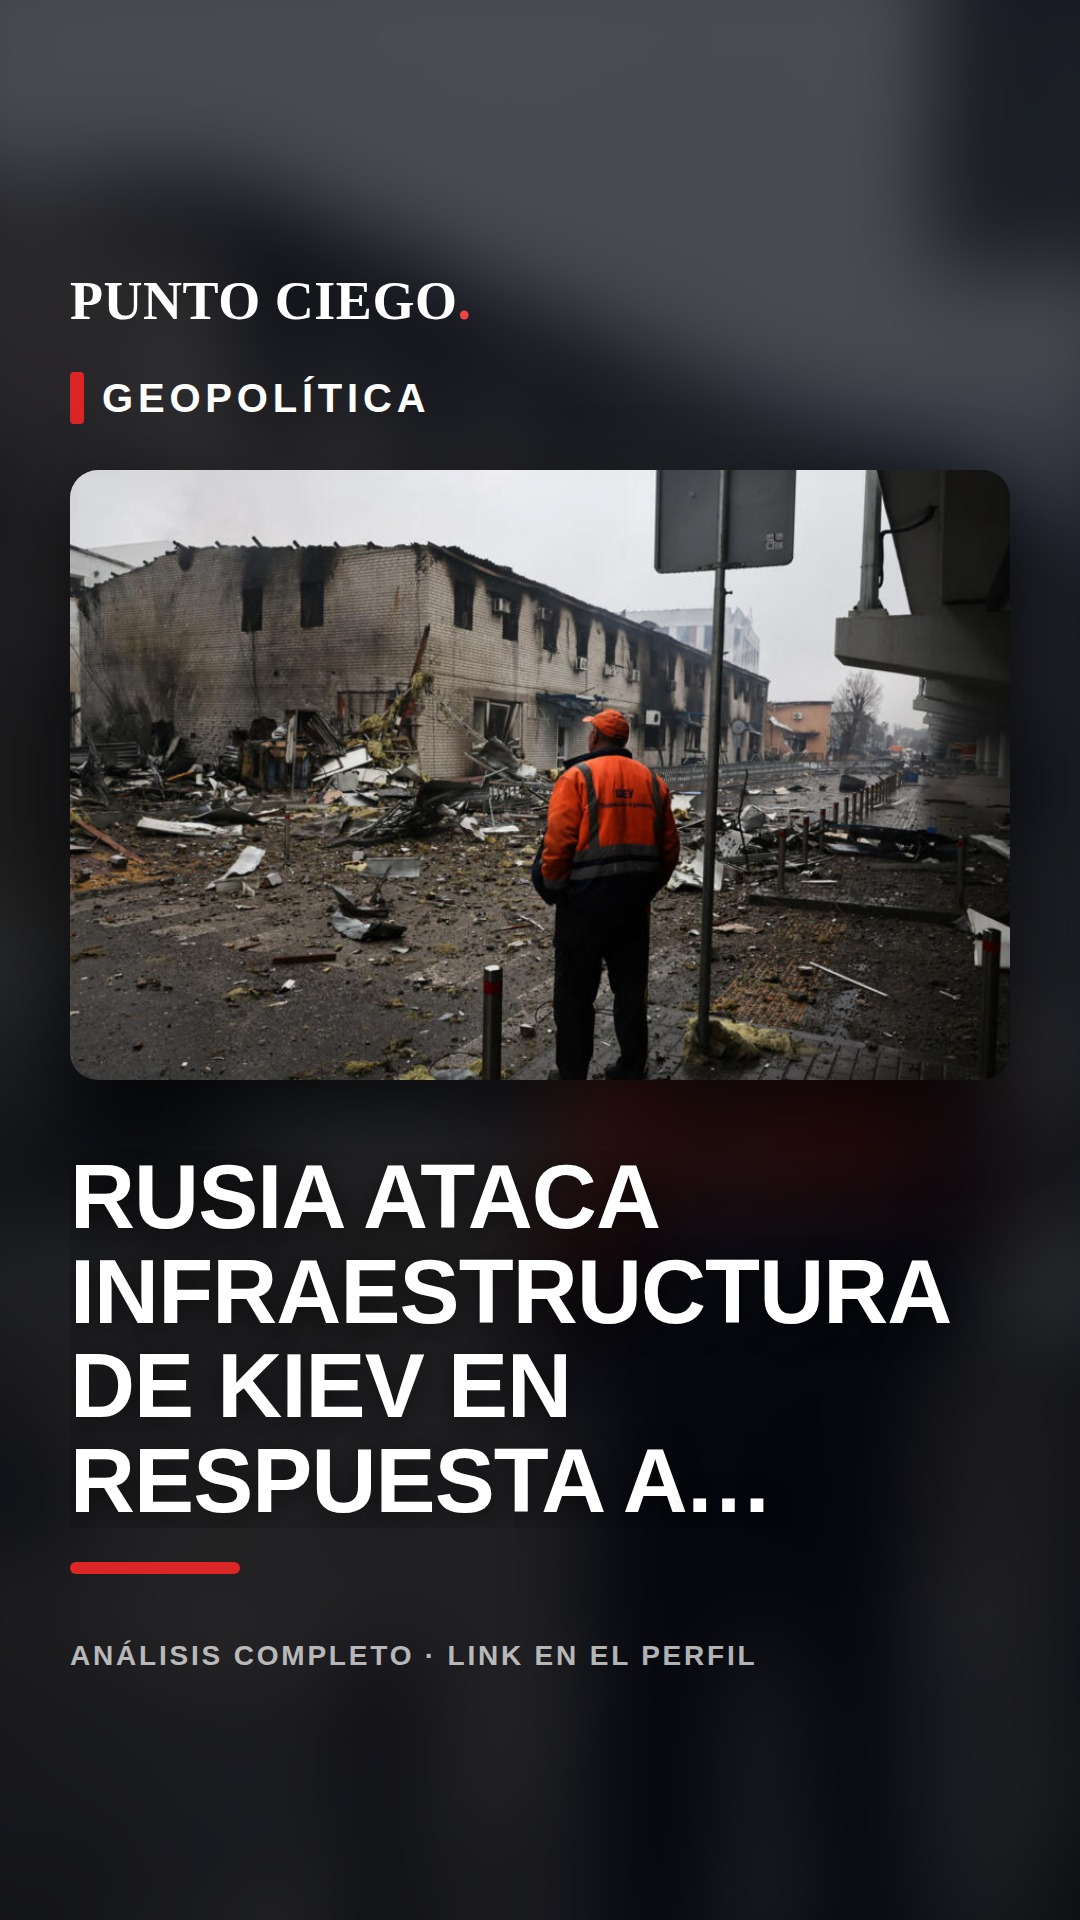 PUNTO CIEGO.
GEOPOLÍTICA
RUSIA ATACA
INFRAESTRUCTURA
DE KIEV EN
RESPUESTA A…
ANÁLISIS COMPLETO · LINK EN EL PERFIL